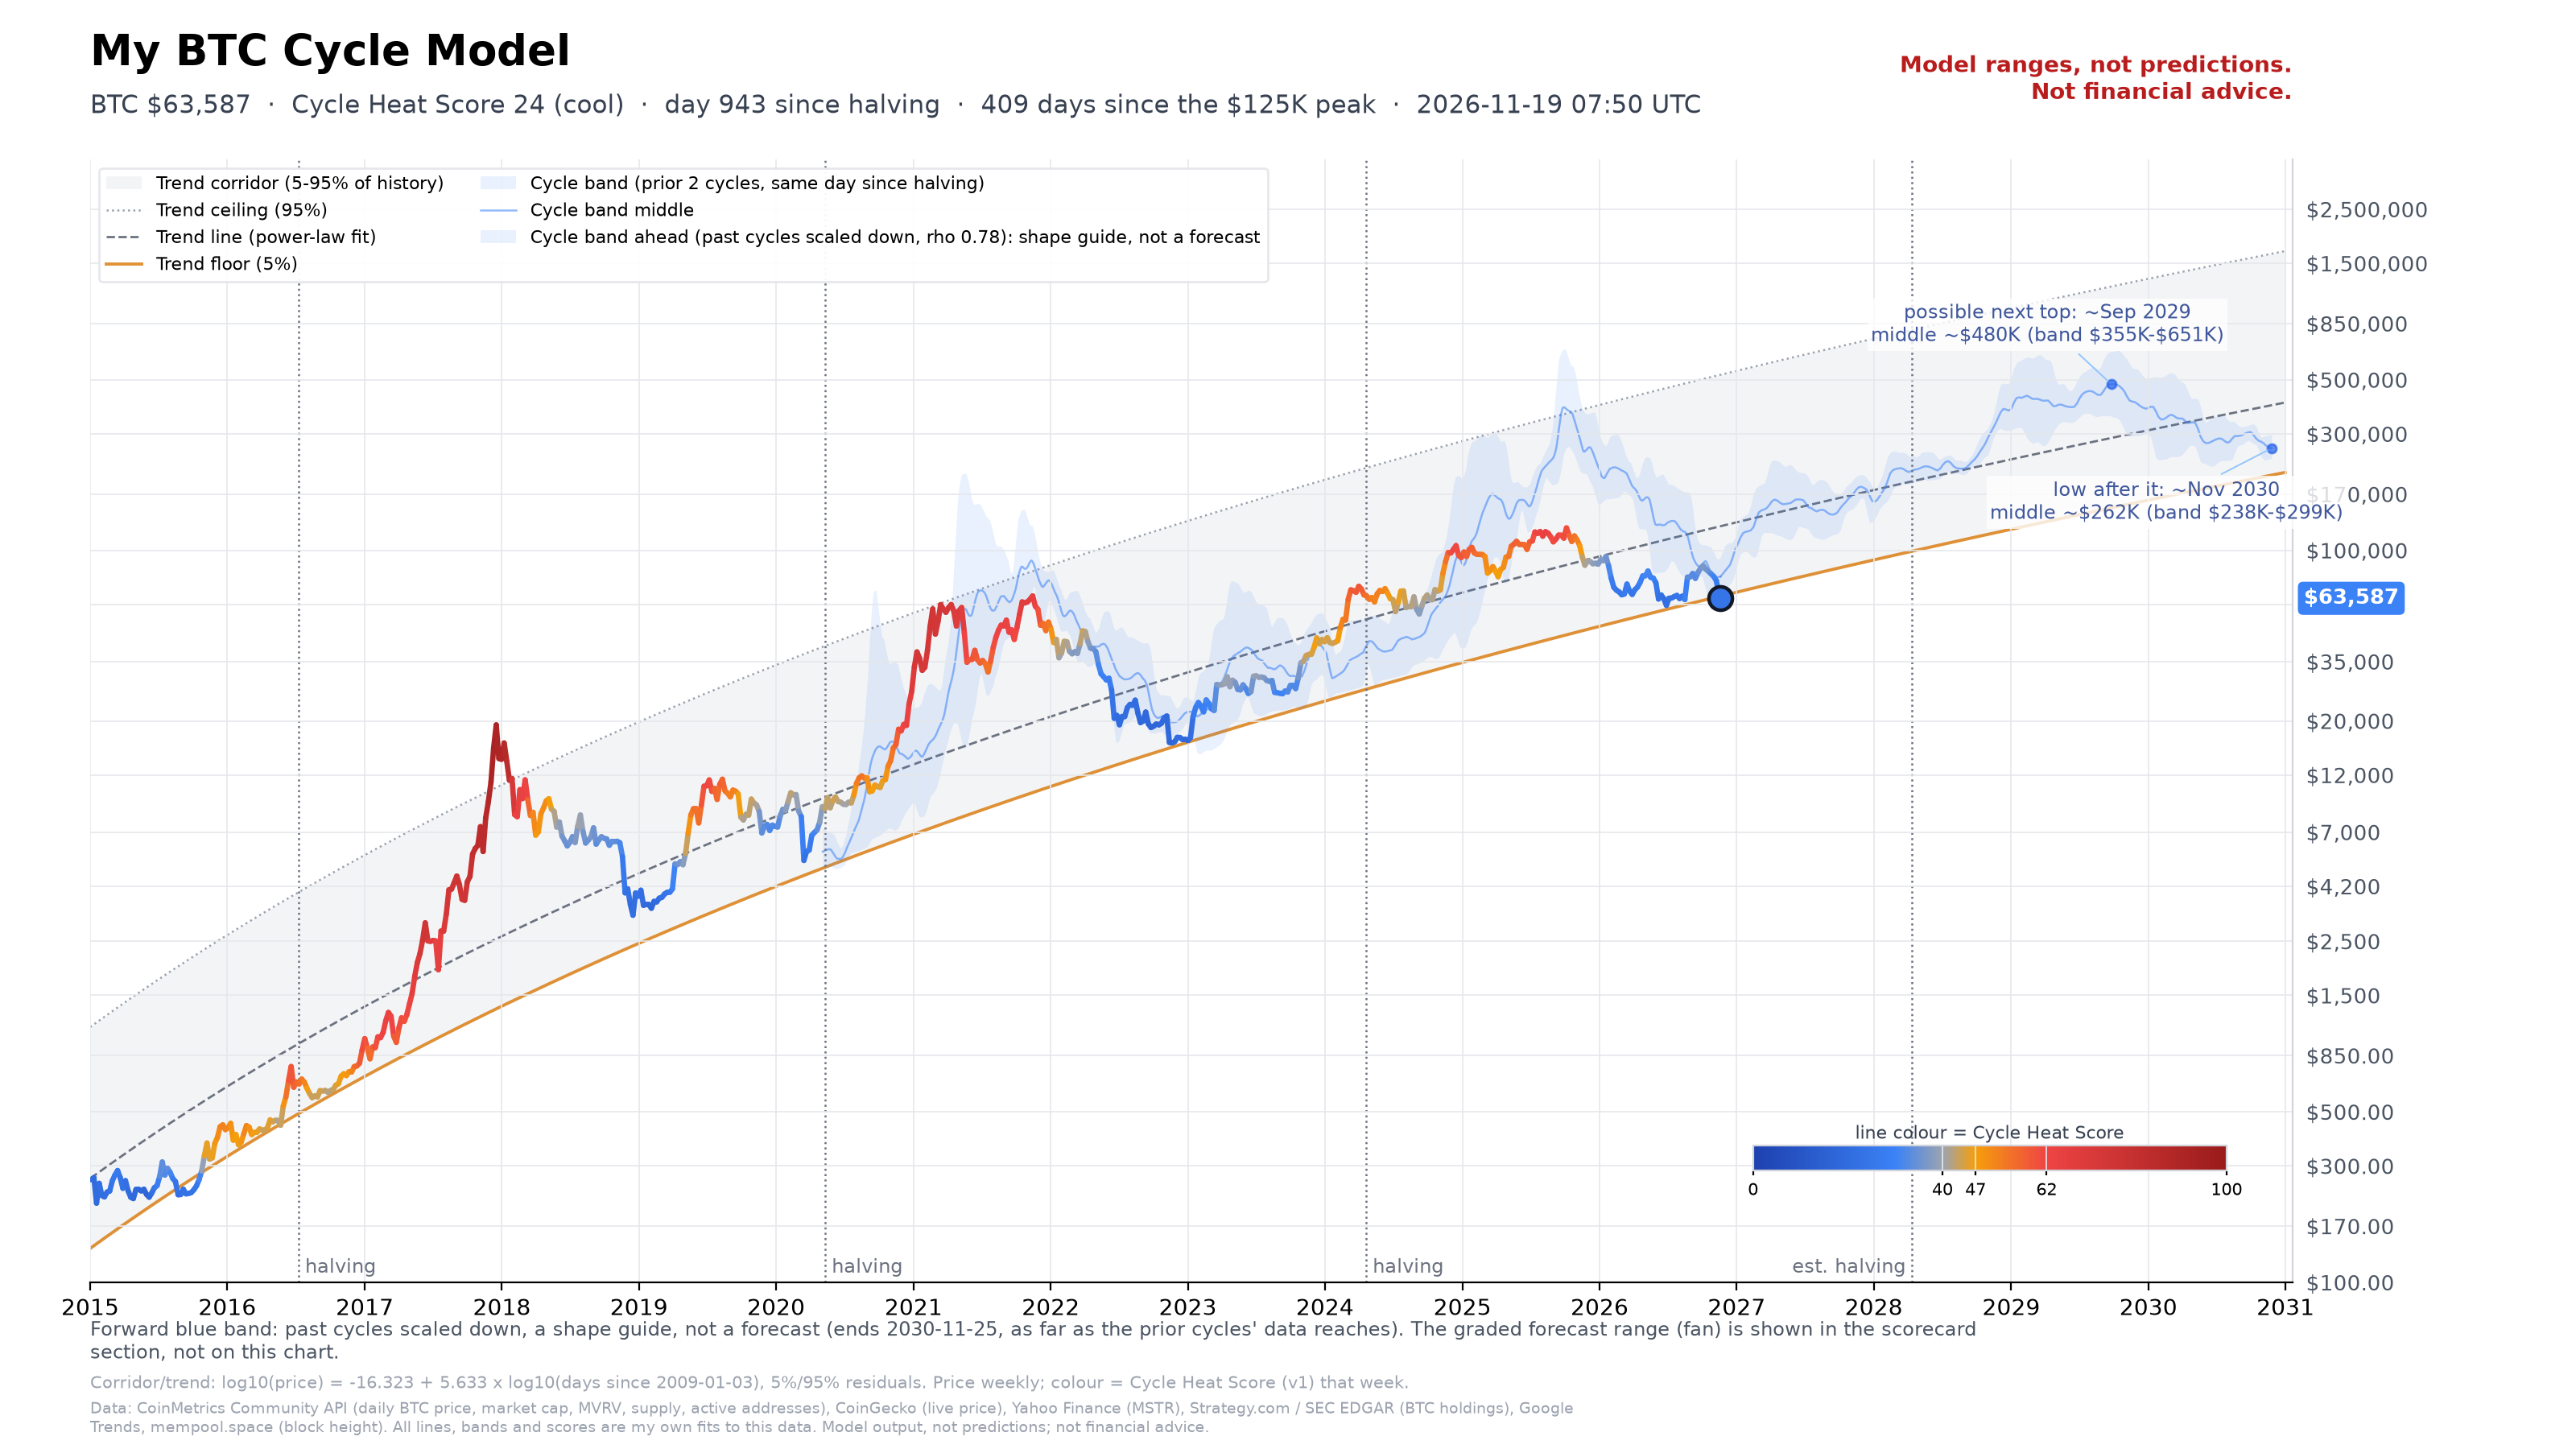 My BTC Cycle Model
BTC $63,587 · Cycle Heat Score 24 (cool) · day 943 since halving · 409 days since the $125K peak · 2026-11-19 07:50 UTC
Model ranges, not predictions.
Not financial advice.
Trend corridor (5-95% of history)
Trend ceiling (95%)
Trend line (power-law fit)
Trend floor (5%)
Cycle band (prior 2 cycles, same day since halving)
Cycle band middle
Cycle band ahead (past cycles scaled down, rho 0.78): shape guide, not a forecast
possible next top: ~Sep 2029
middle ~$480K (band $355K-$651K)
low after it: ~Nov 2030
middle ~$262K (band $238K-$299K)
$2,500,000
$1,500,000
$850,000
$500,000
$300,000
$170,000
$100,000
$63,587
$35,000
$20,000
$12,000
$7,000
$4,200
$2,500
$1,500
$850.00
$500.00
$300.00
$170.00
$100.00
line colour = Cycle Heat Score
0 40 47 62 100
halving
halving
halving
est. halving
2015 2016 2017 2018 2019 2020 2021 2022 2023 2024 2025 2026 2027 2028 2029 2030 2031
Forward blue band: past cycles scaled down, a shape guide, not a forecast (ends 2030-11-25, as far as the prior cycles' data reaches). The graded forecast range (fan) is shown in the scorecard
section, not on this chart.
Corridor/trend: log10(price) = -16.323 + 5.633 x log10(days since 2009-01-03), 5%/95% residuals. Price weekly; colour = Cycle Heat Score (v1) that week.
Data: CoinMetrics Community API (daily BTC price, market cap, MVRV, supply, active addresses), CoinGecko (live price), Yahoo Finance (MSTR), Strategy.com / SEC EDGAR (BTC holdings), Google
Trends, mempool.space (block height). All lines, bands and scores are my own fits to this data. Model output, not predictions; not financial advice.